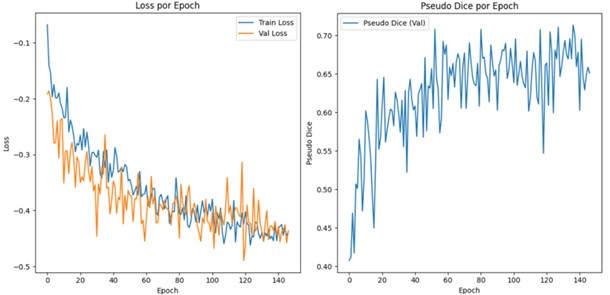 Loss por Epoch
Train Loss
Val Loss
−0.1
−0.2
−0.3
−0.4
−0.5
Loss
0 20 40 60 80 100 120 140
Epoch
Pseudo Dice por Epoch
Pseudo Dice (Val)
0.70
0.65
0.60
0.55
0.50
0.45
0.40
Pseudo Dice
0 20 40 60 80 100 120 140
Epoch